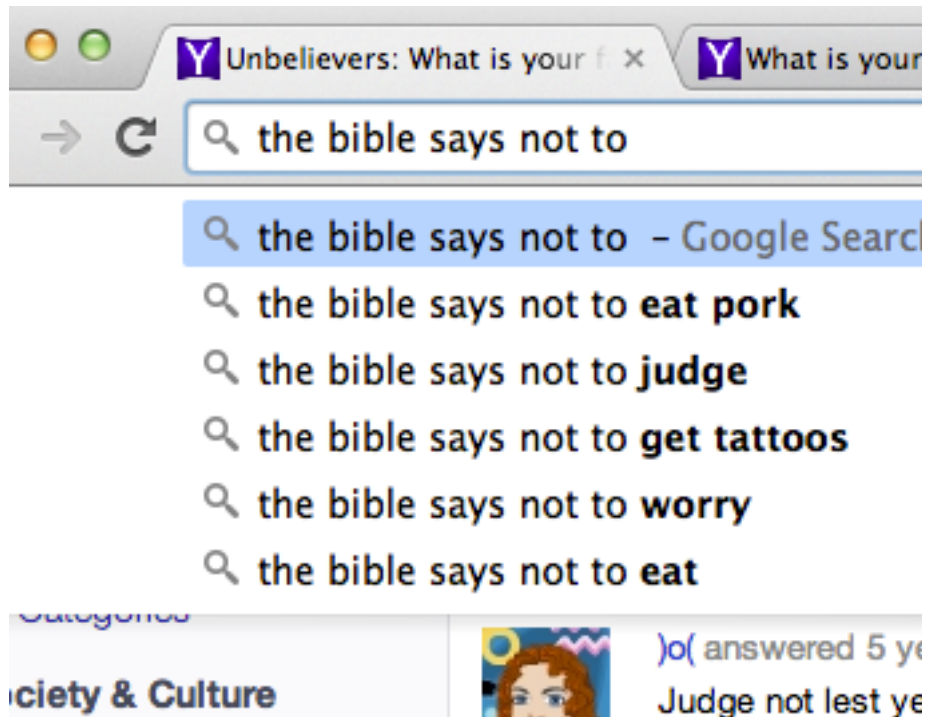 Y Unbelievers: What is your f × Y What is your
the bible says not to
the bible says not to – Google Search
the bible says not to eat pork
the bible says not to judge
the bible says not to get tattoos
the bible says not to worry
the bible says not to eat
Categories
ciety & Culture
)o( answered 5 ye
Judge not lest ye